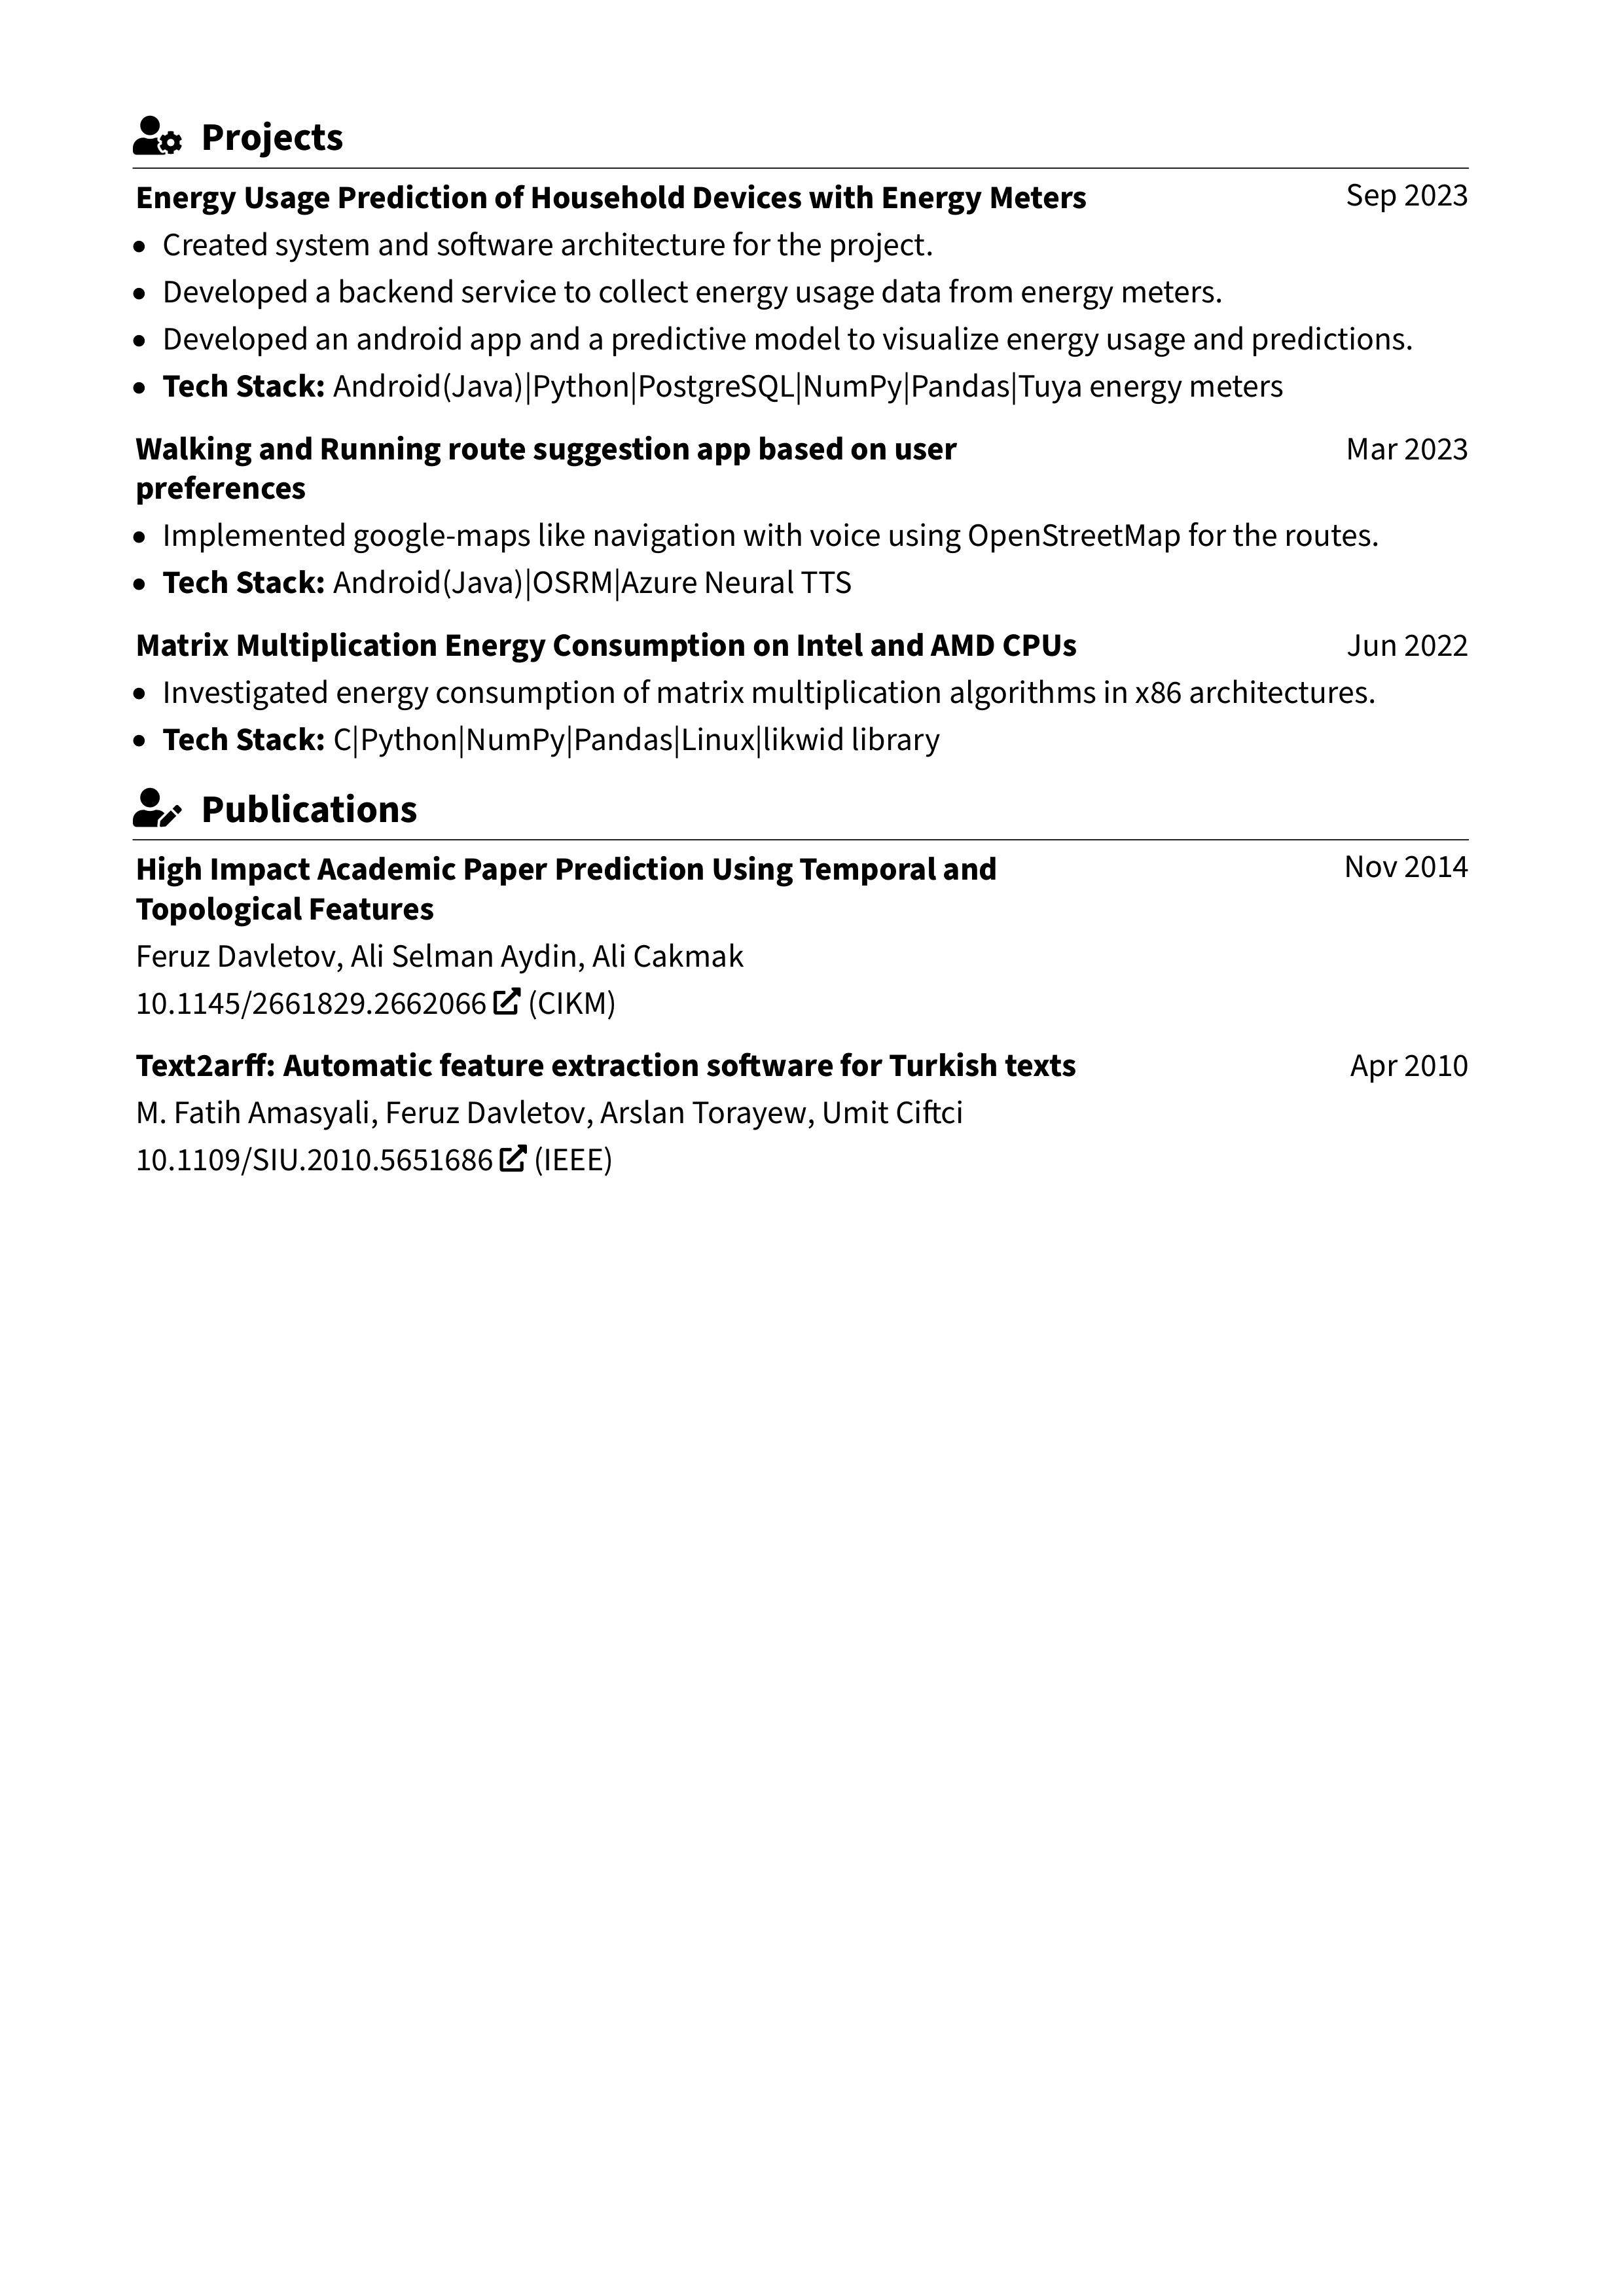 Projects
Energy Usage Prediction of Household Devices with Energy Meters Sep 2023
• Created system and software architecture for the project.
• Developed a backend service to collect energy usage data from energy meters.
• Developed an android app and a predictive model to visualize energy usage and predictions.
• Tech Stack: Android(Java)|Python|PostgreSQL|NumPy|Pandas|Tuya energy meters
Walking and Running route suggestion app based on user Mar 2023
preferences
• Implemented google-maps like navigation with voice using OpenStreetMap for the routes.
• Tech Stack: Android(Java)|OSRM|Azure Neural TTS
Matrix Multiplication Energy Consumption on Intel and AMD CPUs Jun 2022
• Investigated energy consumption of matrix multiplication algorithms in x86 architectures.
• Tech Stack: C|Python|NumPy|Pandas|Linux|likwid library
Publications
High Impact Academic Paper Prediction Using Temporal and Nov 2014
Topological Features
Feruz Davletov, Ali Selman Aydin, Ali Cakmak
10.1145/2661829.2662066 (CIKM)
Text2arff: Automatic feature extraction software for Turkish texts Apr 2010
M. Fatih Amasyali, Feruz Davletov, Arslan Torayew, Umit Ciftci
10.1109/SIU.2010.5651686 (IEEE)